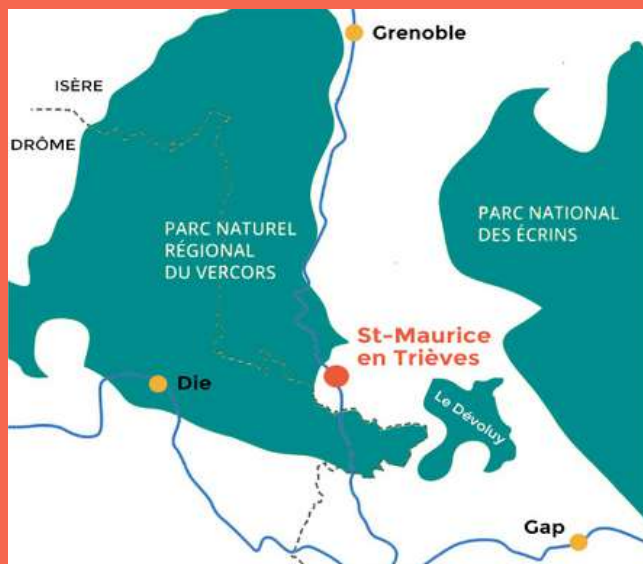 Grenoble
ISÈRE
DRÔME
PARC NATUREL
RÉGIONAL
DU VERCORS
PARC NATIONAL
DES ÉCRINS
St-Maurice
en Trièves
Die
Le Dévoluy
Gap